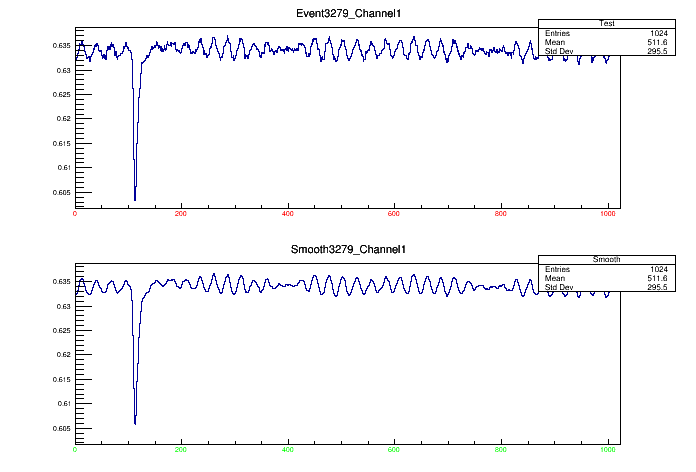 Event3279_Channel1
Test
Entries 1024
Mean 511.6
Std Dev 295.5
0.635
0.63
0.625
0.62
0.615
0.61
0.605
0 200 400 600 800 1000
Smooth3279_Channel1
Smooth
Entries 1024
Mean 511.6
Std Dev 295.5
0.635
0.63
0.625
0.62
0.615
0.61
0.605
0 200 400 600 800 1000